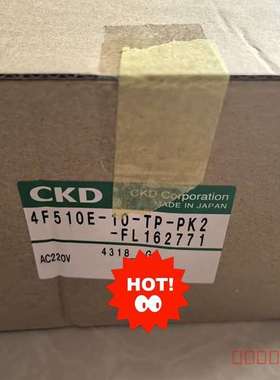 CKD
CKD Corporation
MADE IN JAPAN
4F510E-10-TP-PK2
-FL162771
AC220V
4318
HOT!